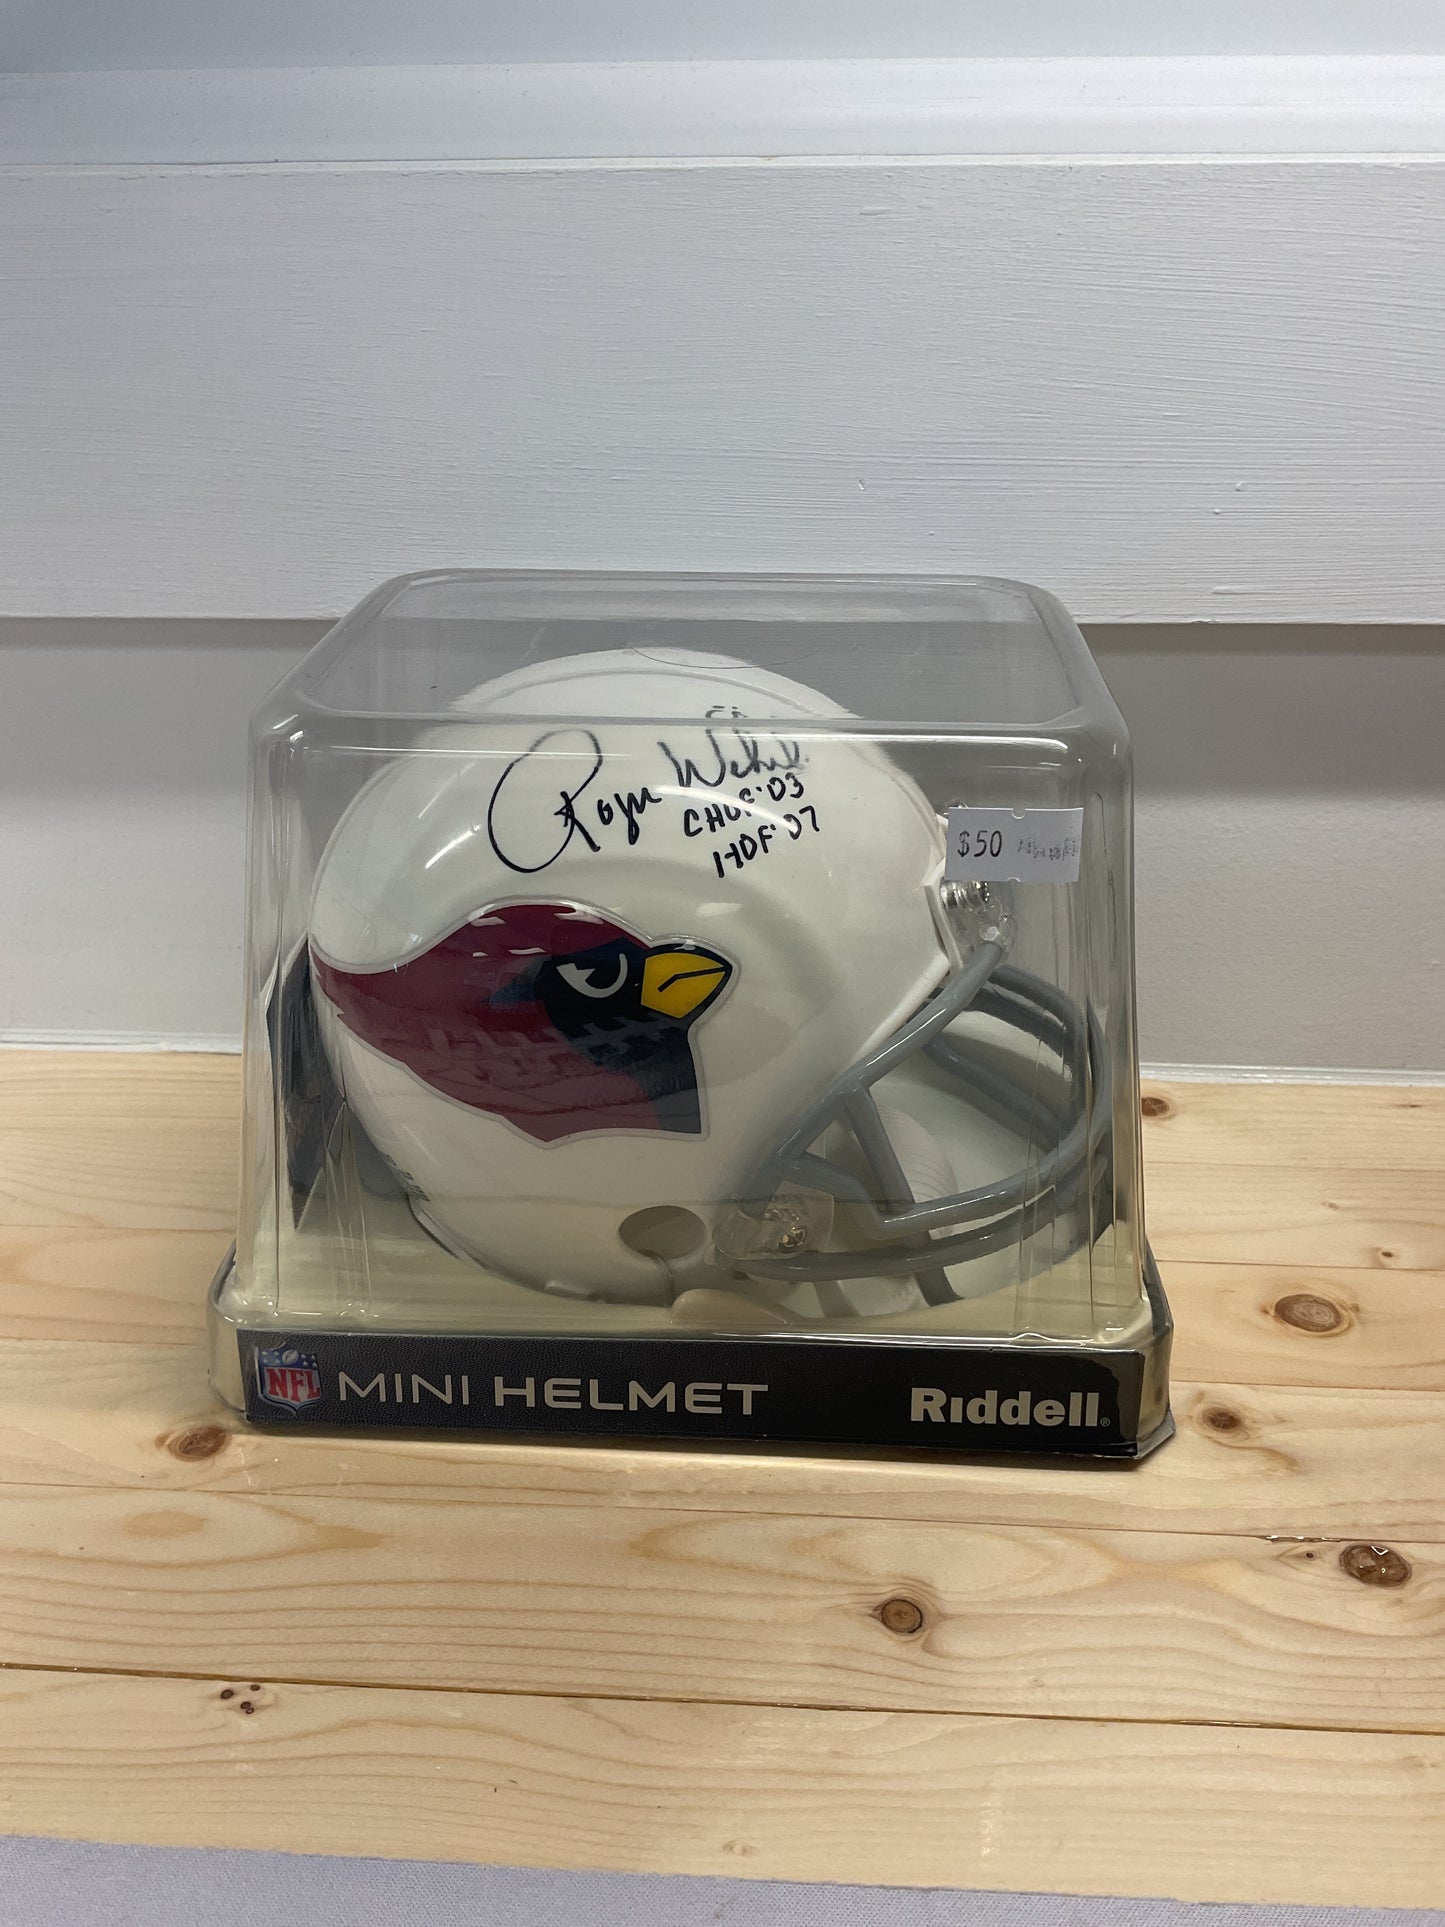 Roger Wehrli
CHOF '03
HOF '07
$50
NFL MINI HELMET Riddell®